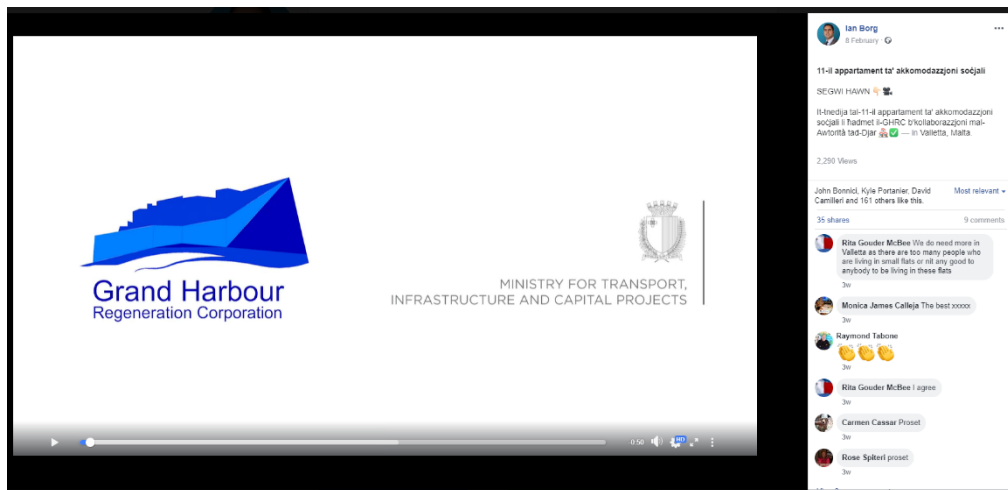 Grand Harbour
Regeneration Corporation
MINISTRY FOR TRANSPORT,
INFRASTRUCTURE AND CAPITAL PROJECTS
0:50
HD
Ian Borg
8 February
11-il appartament ta' akkomodazzjoni soċjali
SEGWI HAWN
It-tnedija tal-11-il appartament ta' akkomodazzjoni
soċjali li ħadmet il-GHRC b'kollaborazzjoni mal-
Awtorità tad-Djar — in Valletta, Malta.
2,290 Views
John Bonnici, Kyle Portanier, David
Camilleri and 161 others like this.
Most relevant
35 shares
9 comments
Rita Gouder McBee We do need more in
Valletta as there are too many people who
are living in small flats or nit any good to
anybody to be living in these flats
3w
Monica James Calleja The best xxxxx
3w
Raymond Tabone
3w
Rita Gouder McBee I agree
3w
Carmen Cassar Proset
3w
Rose Spiteri proset
3w